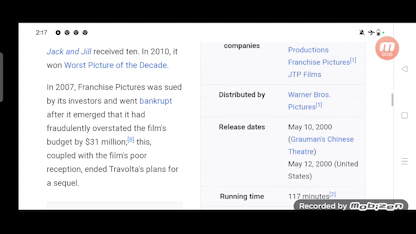 2:17
Jack and Jill received ten. In 2010, it
won Worst Picture of the Decade.
In 2007, Franchise Pictures was sued
by its investors and went bankrupt
after it emerged that it had
fraudulently overstated the film's
budget by $31 million;[6] this,
coupled with the film's poor
reception, ended Travolta's plans for
a sequel.
companies
Productions
Franchise Pictures[1]
JTP Films
Distributed by
Warner Bros.
Pictures[1]
Release dates
May 10, 2000
(Grauman's Chinese
Theatre)
May 12, 2000 (United
States)
Running time
117 minutes[2]
Recorded by Mobizen